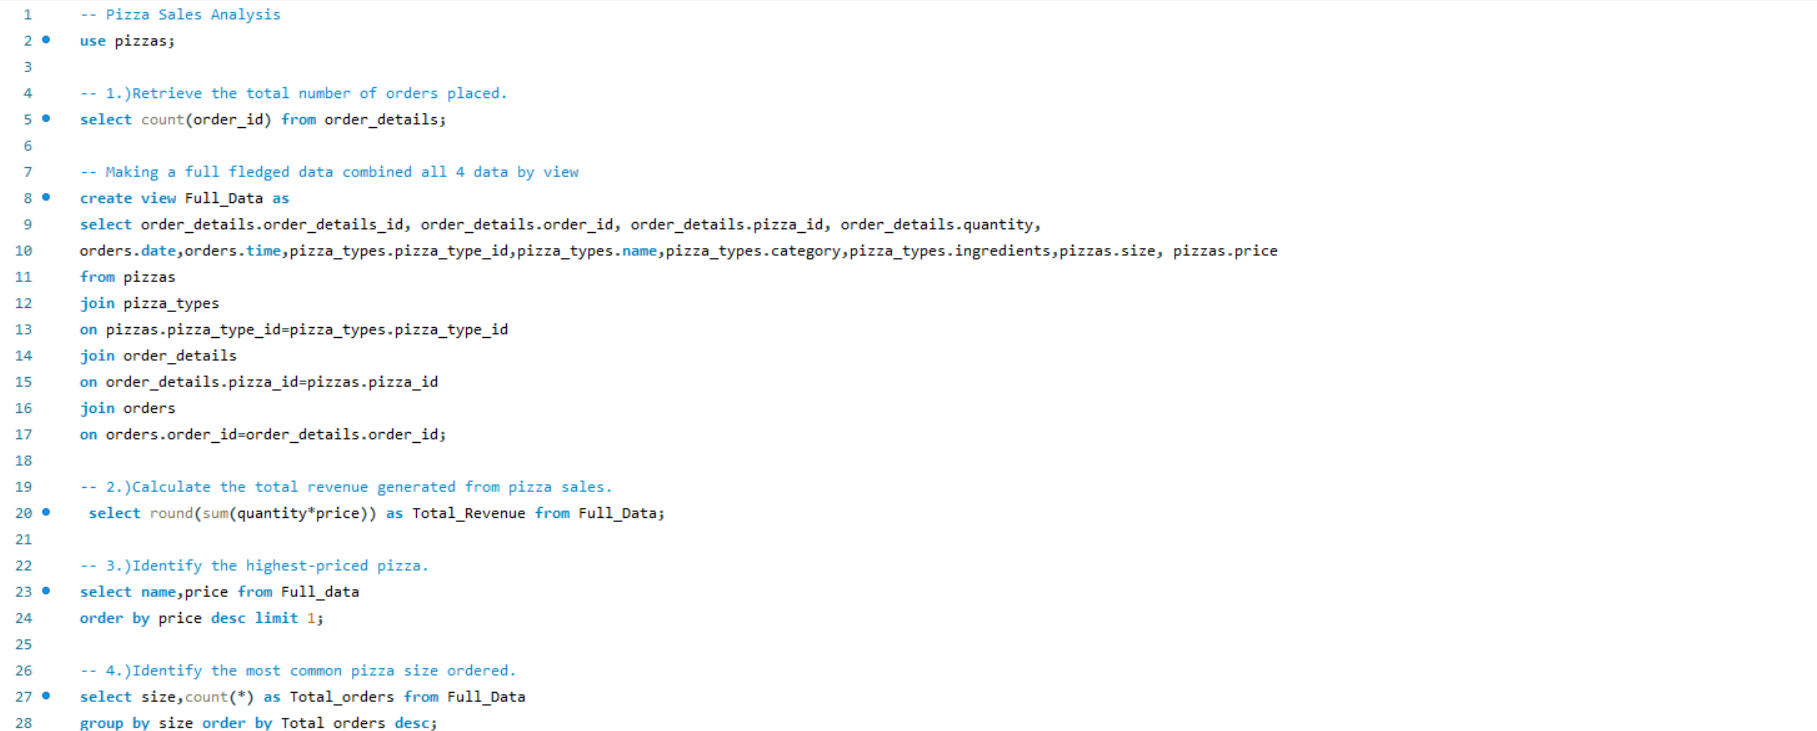 1 -- Pizza Sales Analysis
2 use pizzas;
3
4 -- 1.)Retrieve the total number of orders placed.
5 select count(order_id) from order_details;
6
7 -- Making a full fledged data combined all 4 data by view
8 create view Full_Data as
9 select order_details.order_details_id, order_details.order_id, order_details.pizza_id, order_details.quantity,
10 orders.date,orders.time,pizza_types.pizza_type_id,pizza_types.name,pizza_types.category,pizza_types.ingredients,pizzas.size, pizzas.price
11 from pizzas
12 join pizza_types
13 on pizzas.pizza_type_id=pizza_types.pizza_type_id
14 join order_details
15 on order_details.pizza_id=pizzas.pizza_id
16 join orders
17 on orders.order_id=order_details.order_id;
18
19 -- 2.)Calculate the total revenue generated from pizza sales.
20 select round(sum(quantity*price)) as Total_Revenue from Full_Data;
21
22 -- 3.)Identify the highest-priced pizza.
23 select name,price from Full_data
24 order by price desc limit 1;
25
26 -- 4.)Identify the most common pizza size ordered.
27 select size,count(*) as Total_orders from Full_Data
28 group by size order by Total orders desc;